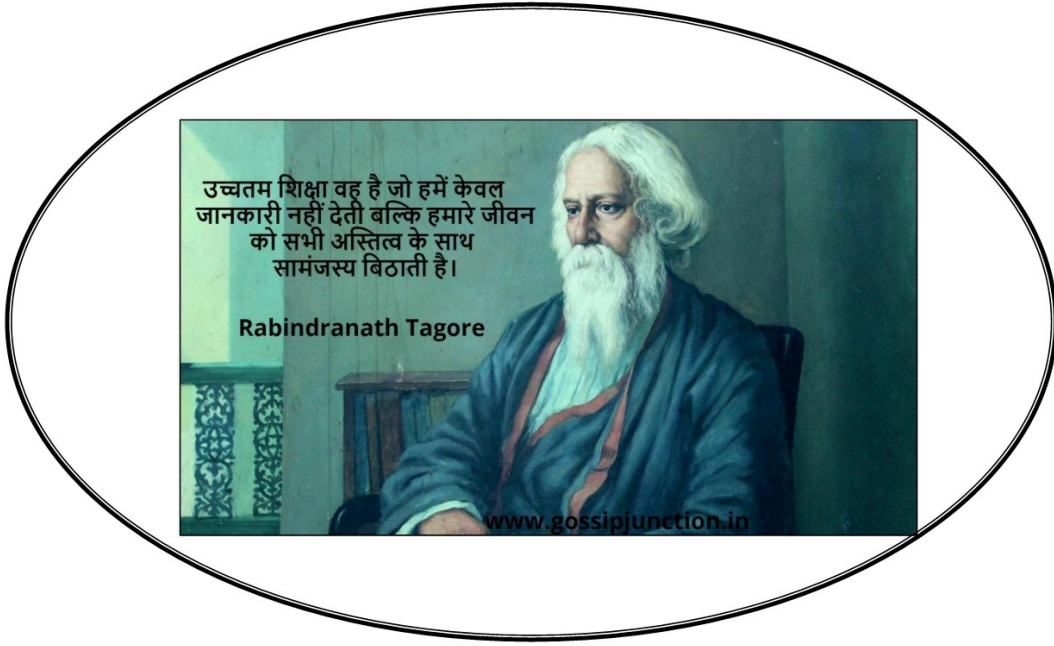 उच्चतम शिक्षा वह है जो हमें केवल
जानकारी नहीं देती बल्कि हमारे जीवन
को सभी अस्तित्व के साथ
सामंजस्य बिठाती है।
Rabindranath Tagore
www.gossipjunction.in